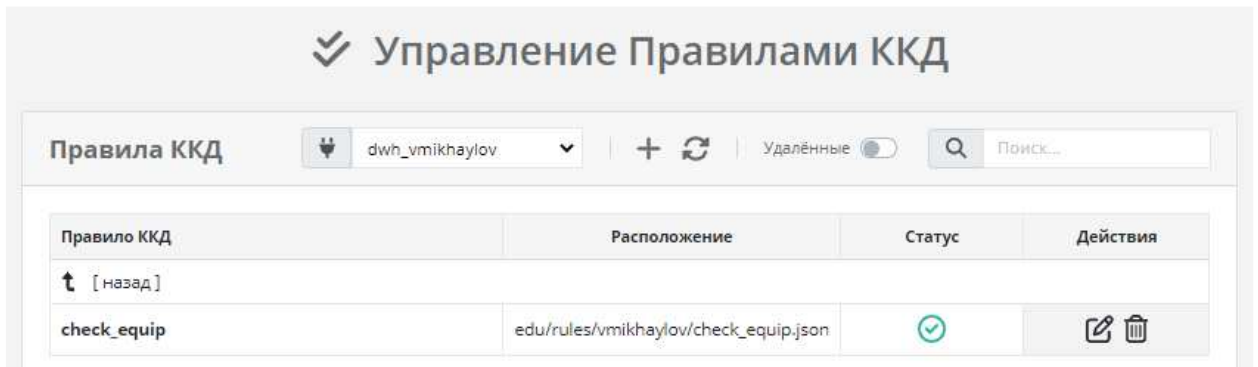 Управление Правилами ККД
Правила ККД dwh_vmikhaylov Удалённые Поиск...
Правило ККД Расположение Статус Действия
[ назад ]
check_equip edu/rules/vmikhaylov/check_equip.json